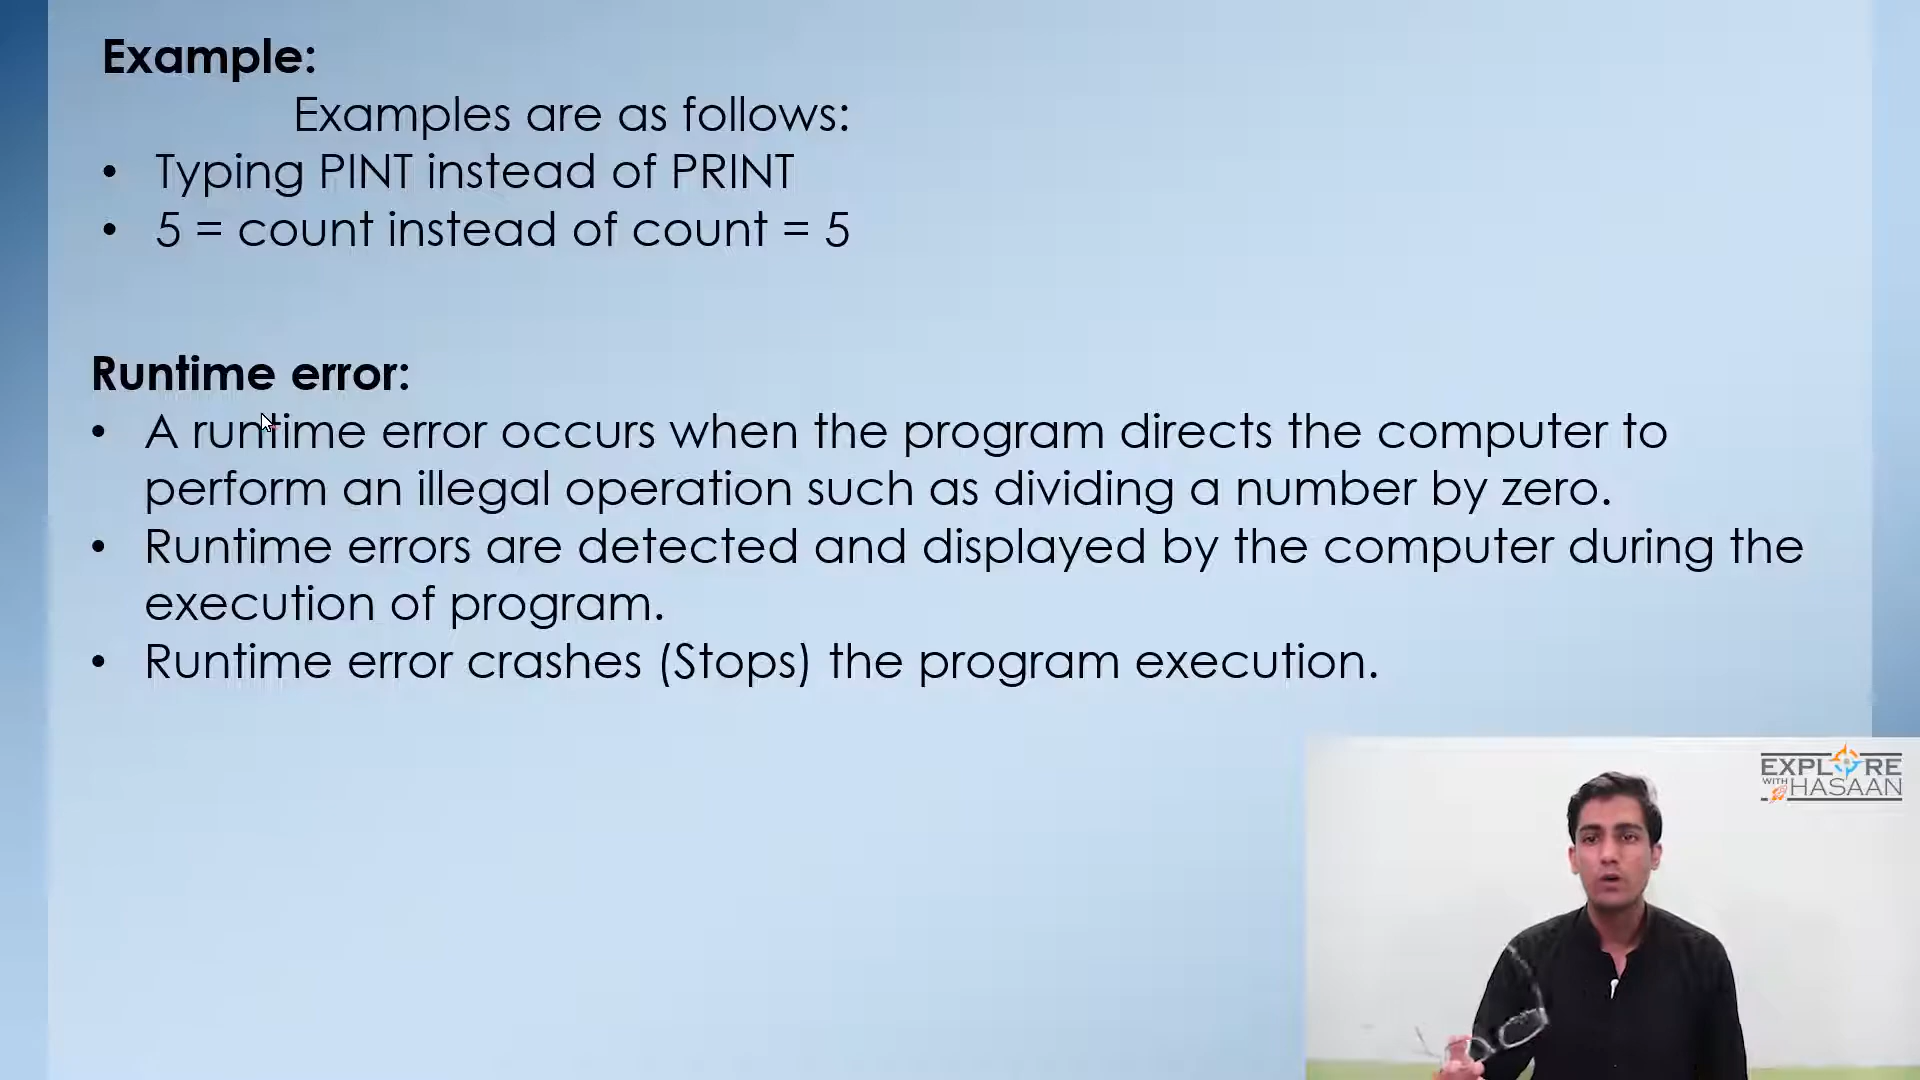 Example:
Examples are as follows:
• Typing PINT instead of PRINT
• 5 = count instead of count = 5
Runtime error:
• A runtime error occurs when the program directs the computer to
perform an illegal operation such as dividing a number by zero.
• Runtime errors are detected and displayed by the computer during the
execution of program.
• Runtime error crashes (Stops) the program execution.
EXPLORE
WITH HASAAN